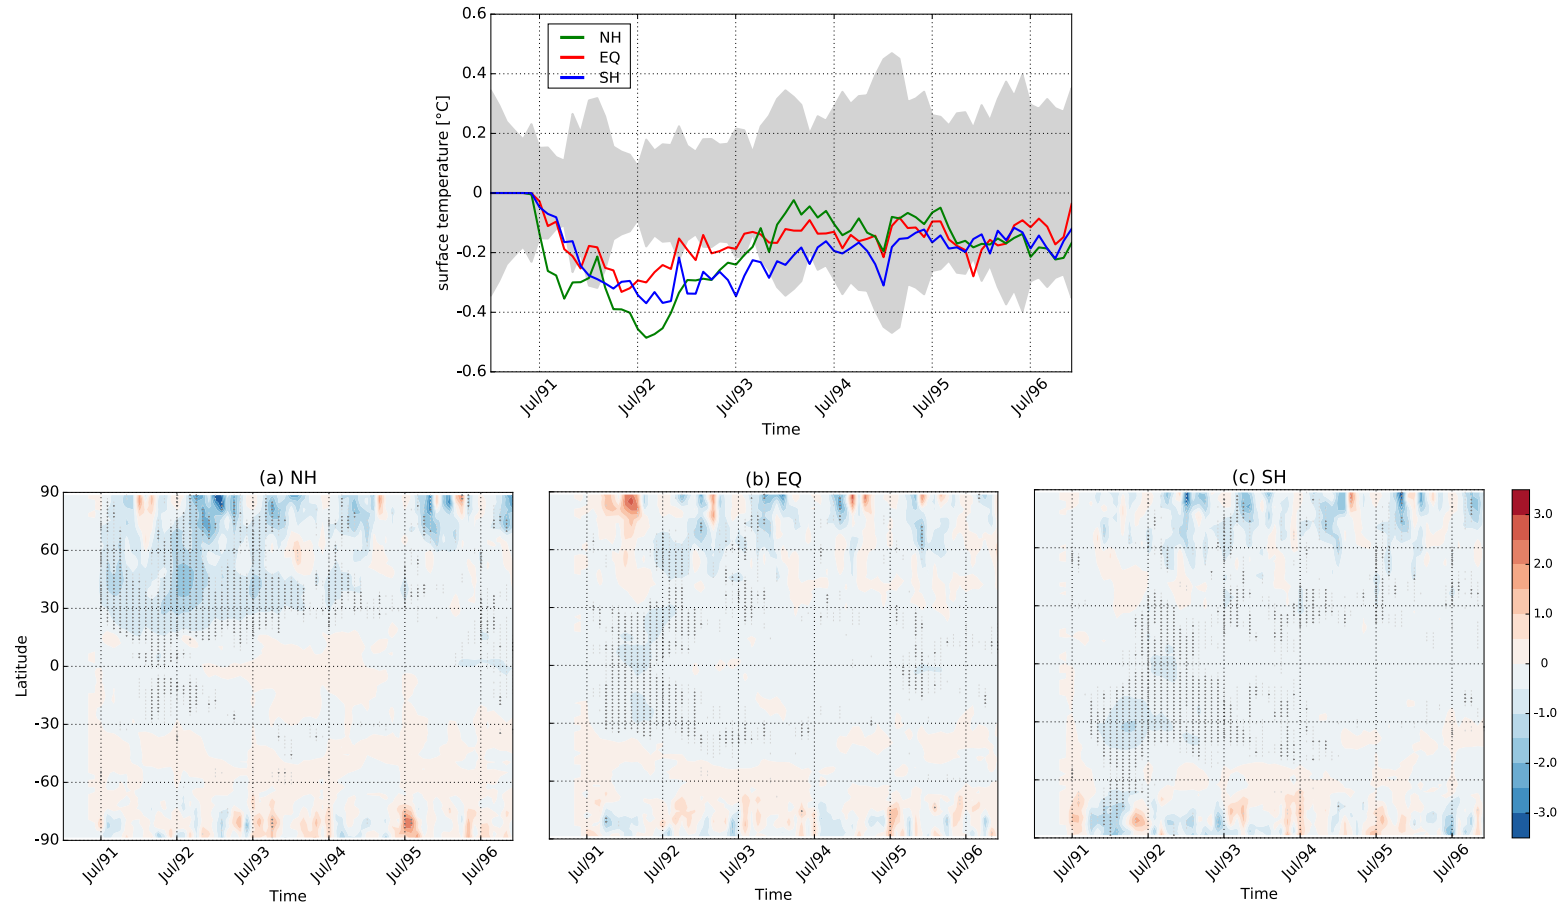 0.6
0.4
0.2
0
-0.2
-0.4
-0.6
surface temperature [°C]
NH
EQ
SH
Jul/91
Jul/92
Jul/93
Jul/94
Jul/95
Jul/96
Time
(a) NH
90
60
30
0
-30
-60
-90
Latitude
Jul/91
Jul/92
Jul/93
Jul/94
Jul/95
Jul/96
Time
(b) EQ
Jul/91
Jul/92
Jul/93
Jul/94
Jul/95
Jul/96
Time
(c) SH
Jul/91
Jul/92
Jul/93
Jul/94
Jul/95
Jul/96
Time
3.0
2.0
1.0
0
-1.0
-2.0
-3.0